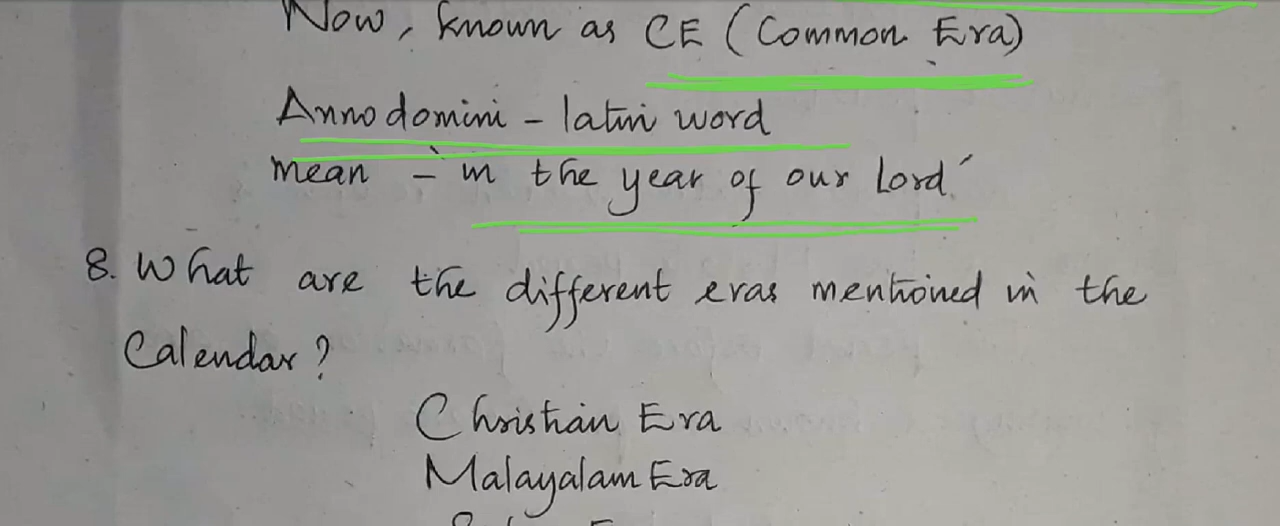 Now, known as CE (Common Era)
Anno domini - latin word
mean - 'in the year of our Lord'
8. What are the different eras mentioned in the
Calendar?
Christian Era
Malayalam Era